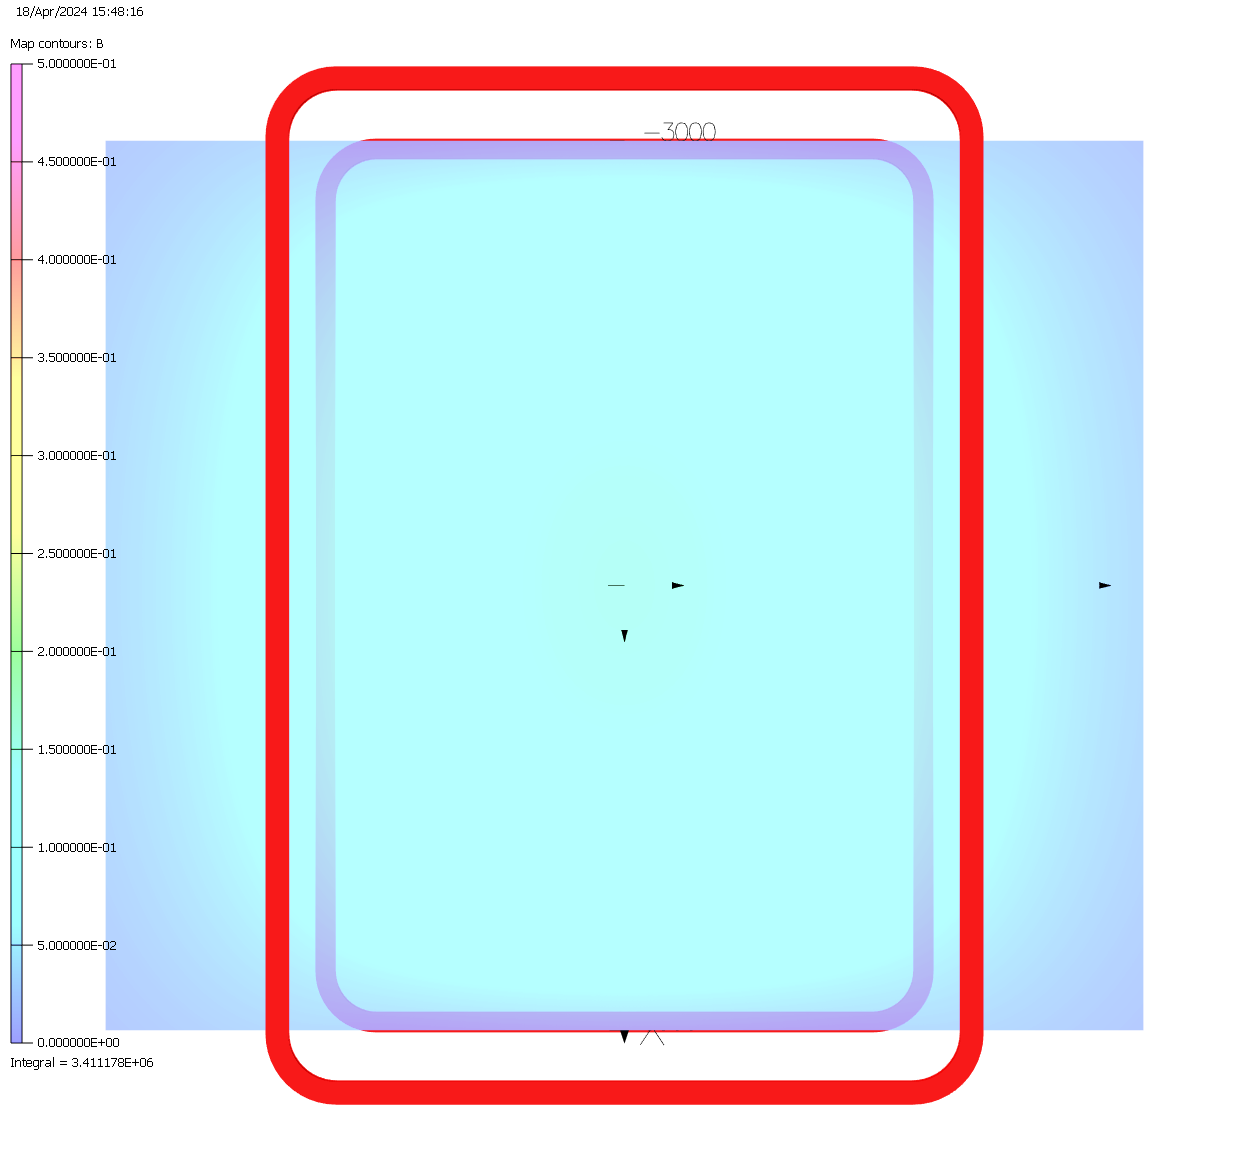 18/Apr/2024 15:48:16
Map contours: B
5.000000E-01
4.500000E-01
4.000000E-01
3.500000E-01
3.000000E-01
2.500000E-01
2.000000E-01
1.500000E-01
1.000000E-01
5.000000E-02
0.000000E+00
Integral = 3.411178E+06
-3000